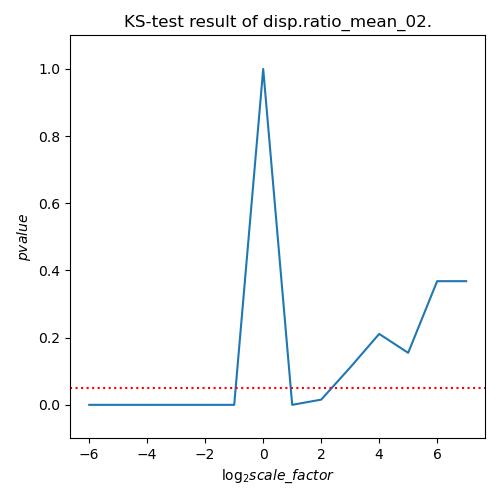 KS-test result of disp.ratio_mean_02.
1.0
0.8
0.6
0.4
0.2
0.0
pvalue
−6 −4 −2 0 2 4 6
log₂scale_factor